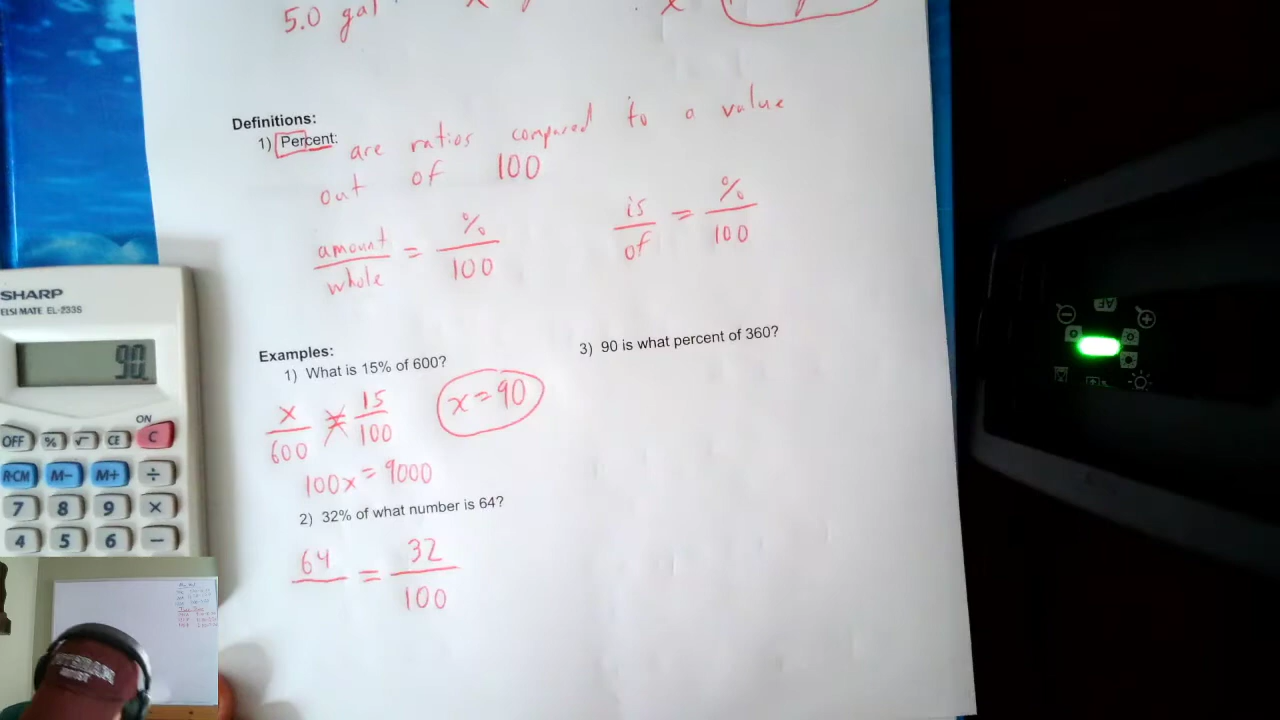 5.0 gal
Definitions:
1) Percent: are ratios compared to a value
out of 100
amount/whole = %/100
is/of = %/100
Examples:
1) What is 15% of 600?
x/600 = 15/100
x = 90
100x = 9000
2) 32% of what number is 64?
64/ = 32/100
3) 90 is what percent of 360?
SHARP
ELSI MATE EL-233S
90.
ON
OFF % √ CE C
R·CM M− M+ ÷
7 8 9 ×
4 5 6 −
AF